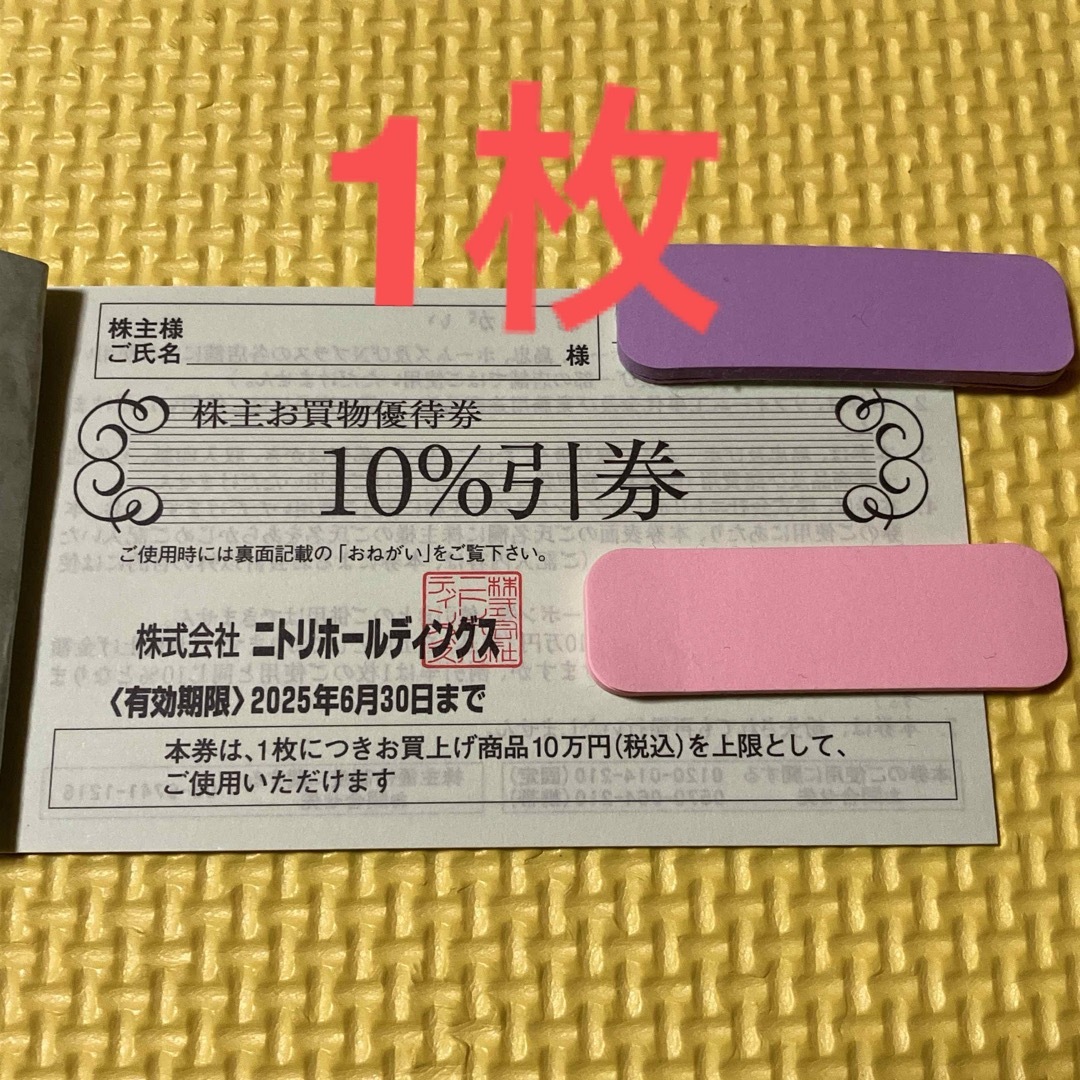 1枚
株主様
ご氏名 様
株主お買物優待券
10%引券
ご使用時には裏面記載の「おねがい」をご覧下さい。
株式会社 ニトリホールディングス
〈有効期限〉2025年6月30日まで
本券は、1枚につきお買上げ商品10万円(税込)を上限として、
ご使用いただけます